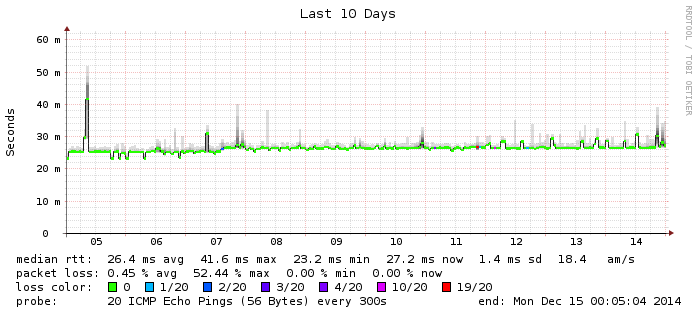 Last 10 Days
RRDTOOL / TOBI OETIKER
Seconds
60 m
50 m
40 m
30 m
20 m
10 m
0
05 06 07 08 09 10 11 12 13 14
median rtt: 26.4 ms avg 41.6 ms max 23.2 ms min 27.2 ms now 1.4 ms sd 18.4 am/s
packet loss: 0.45 % avg 52.44 % max 0.00 % min 0.00 % now
loss color: 0 1/20 2/20 3/20 4/20 10/20 19/20
probe: 20 ICMP Echo Pings (56 Bytes) every 300s end: Mon Dec 15 00:05:04 2014